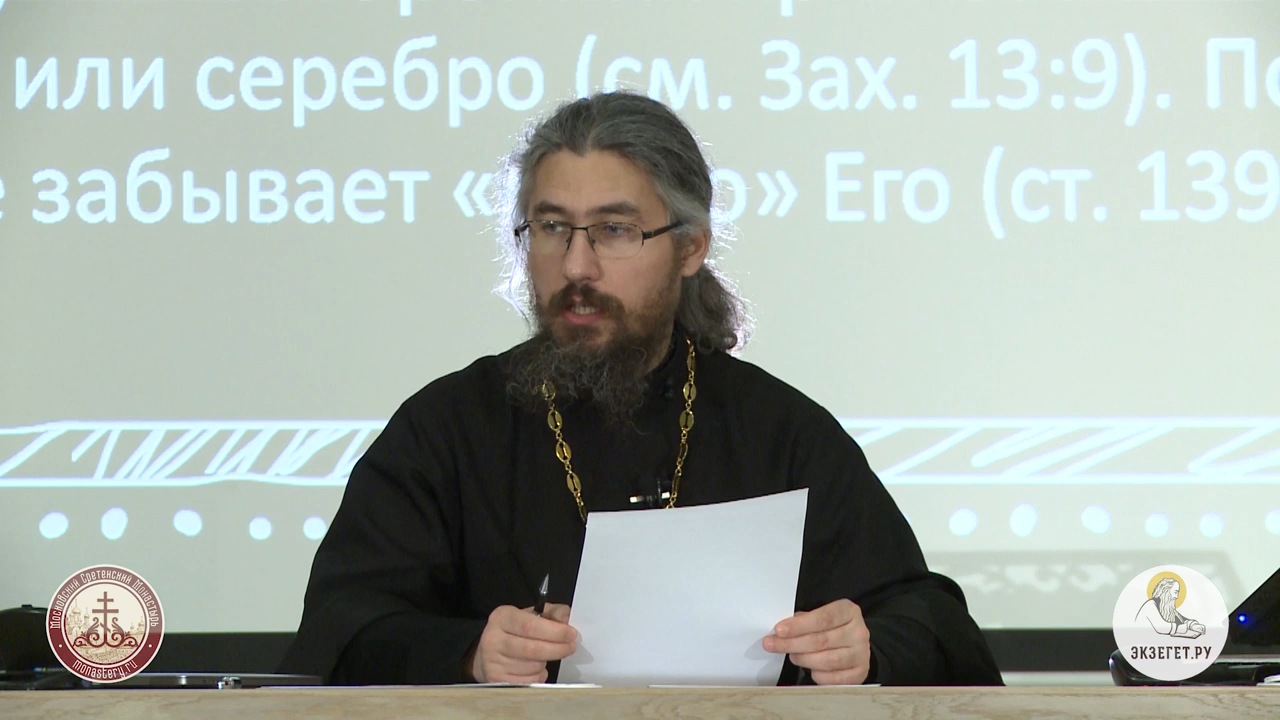 или серебро (см. Зах. 13:9). По
забывает « о» Его (ст. 139
Московский Сретенский Монастырь
monastery.ru
ЭКЗЕГЕТ.РУ